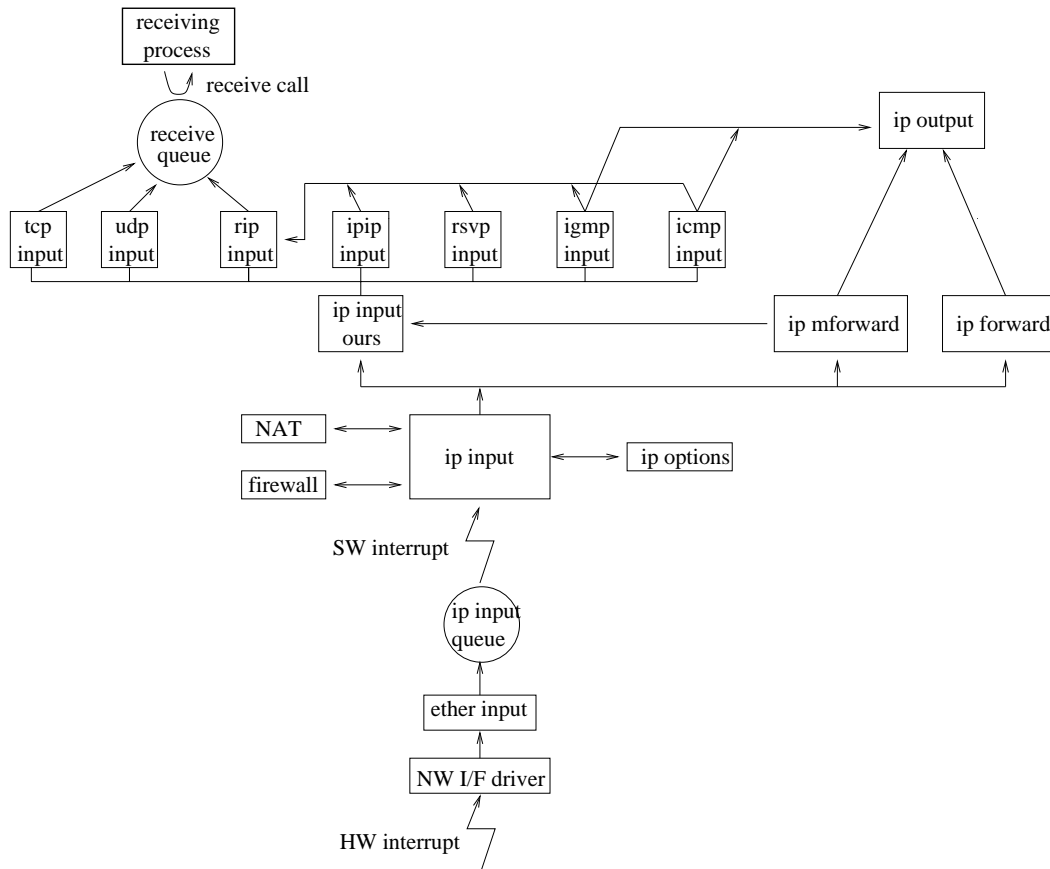 receiving
process
receive call
receive
queue
ip output
tcp
input
udp
input
rip
input
ipip
input
rsvp
input
igmp
input
icmp
input
ip input
ours
ip mforward
ip forward
NAT
ip input
ip options
firewall
SW interrupt
ip input
queue
ether input
NW I/F driver
HW interrupt